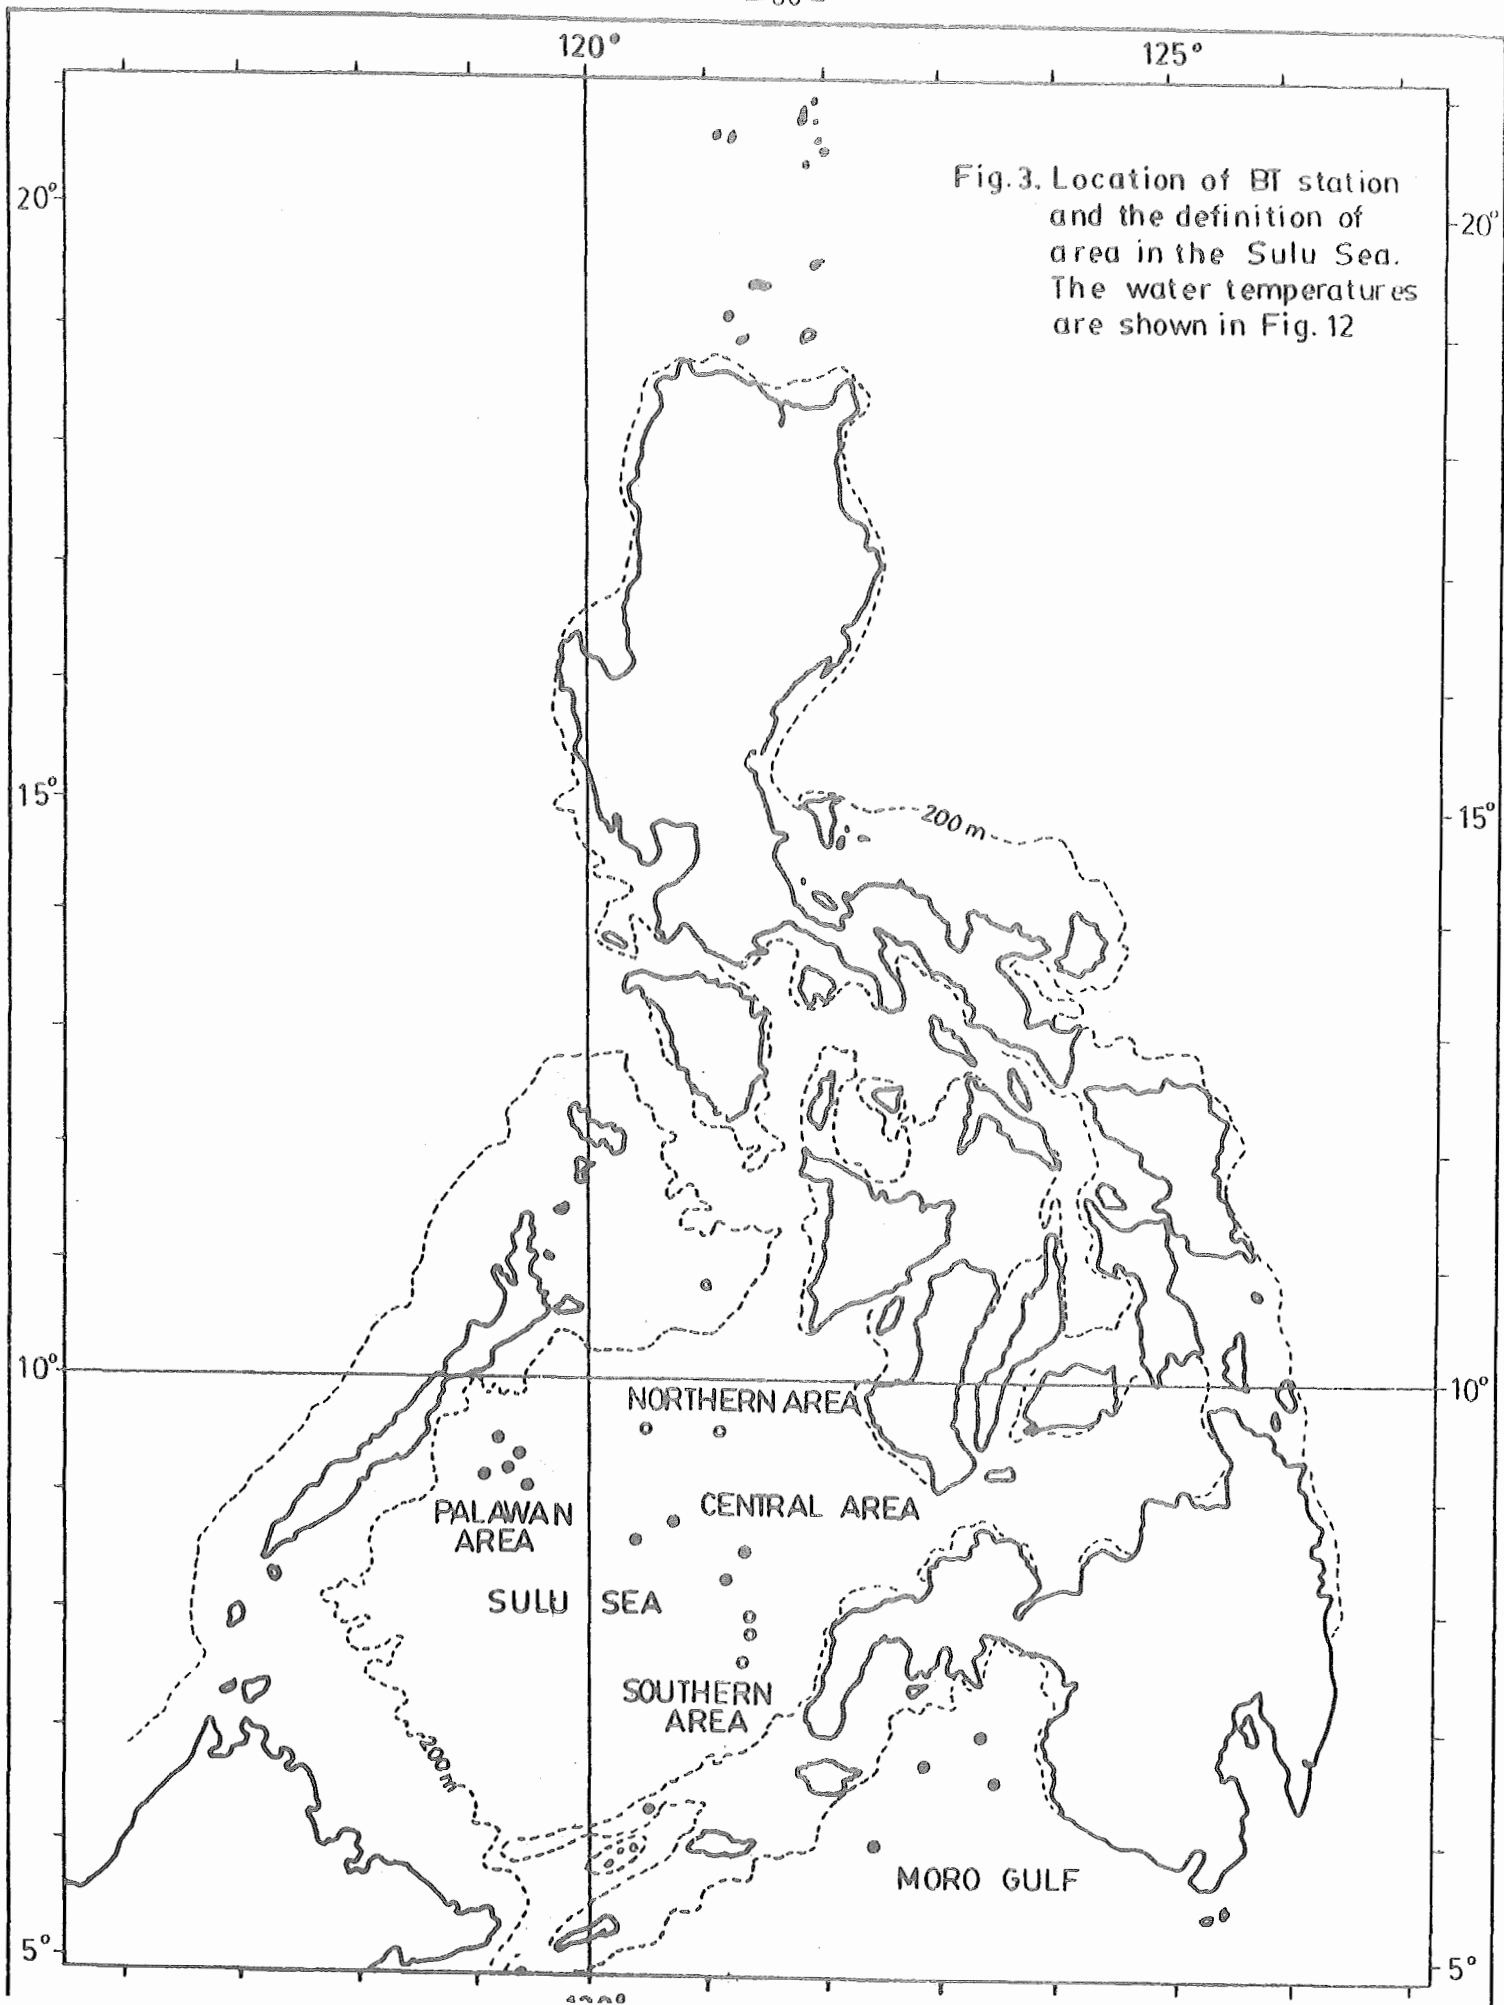 120° 125°
Fig. 3. Location of BT station
and the definition of
area in the Sulu Sea.
The water temperatures
are shown in Fig. 12
20° 20°
15° 15°
200 m
10° 10°
NORTHERN AREA
PALAWAN
AREA
CENTRAL AREA
SULU SEA
SOUTHERN
AREA
200 m
MORO GULF
5° 5°